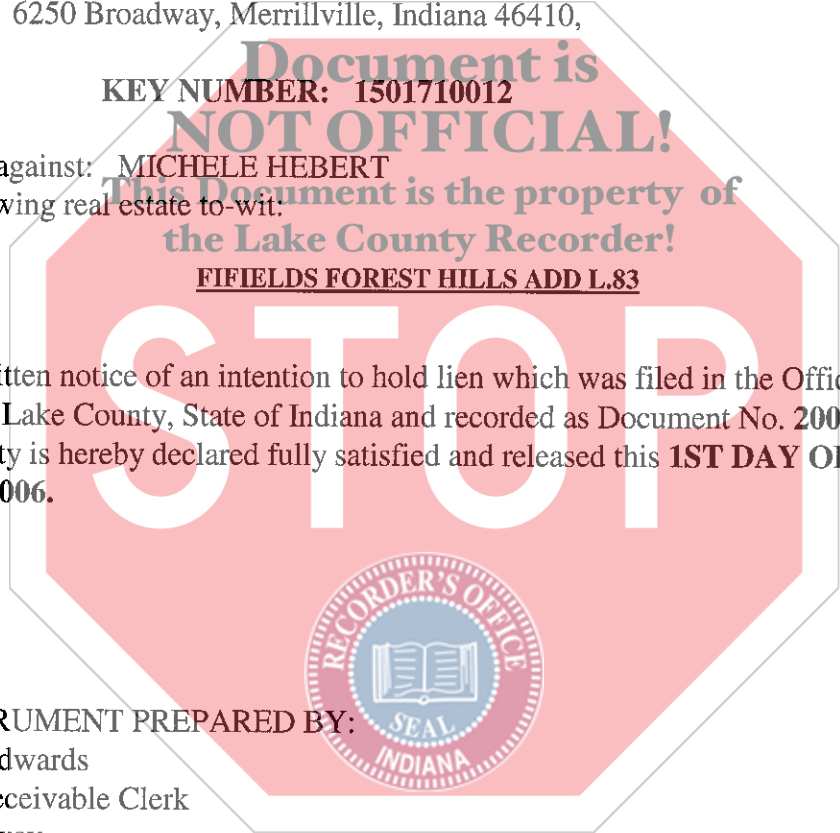 6250 Broadway, Merrillville, Indiana 46410,
Document is
KEY NUMBER: 1501710012
NOT OFFICIAL!
against: MICHELE HEBERT
This Document is the property of
wing real estate to-wit:
the Lake County Recorder!
FIFIELDS FOREST HILLS ADD L.83
STOP
itten notice of an intention to hold lien which was filed in the Offic
Lake County, State of Indiana and recorded as Document No. 200
ty is hereby declared fully satisfied and released this 1ST DAY OF
006.
RECORDER'S OFFICE
SEAL
INDIANA
RUMENT PREPARED BY:
dwards
eceivable Clerk